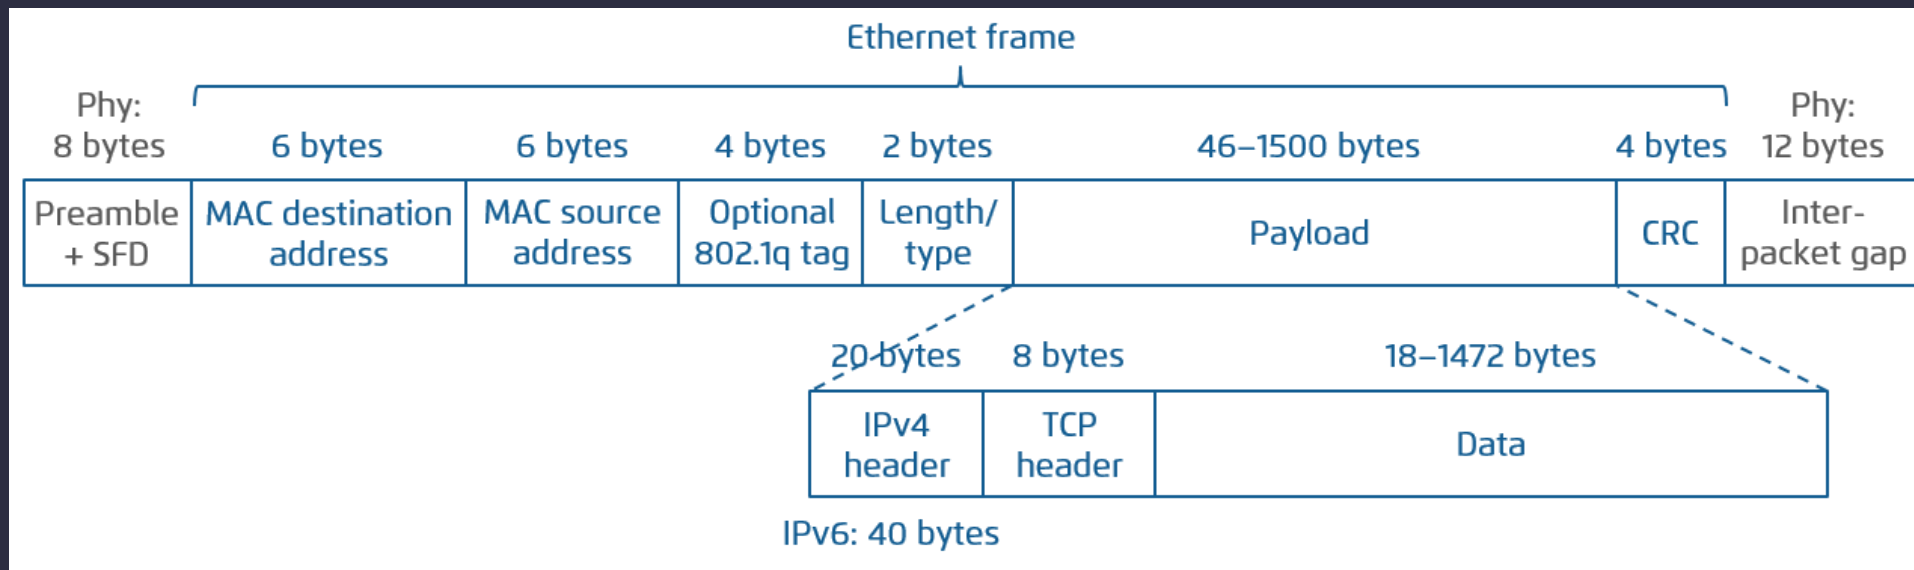 Ethernet frame
Phy:
8 bytes
6 bytes
6 bytes
4 bytes
2 bytes
46–1500 bytes
4 bytes
Phy:
12 bytes
Preamble
+ SFD
MAC destination
address
MAC source
address
Optional
802.1q tag
Length/
type
Payload
CRC
Inter-
packet gap
20 bytes
8 bytes
18–1472 bytes
IPv4
header
TCP
header
Data
IPv6: 40 bytes